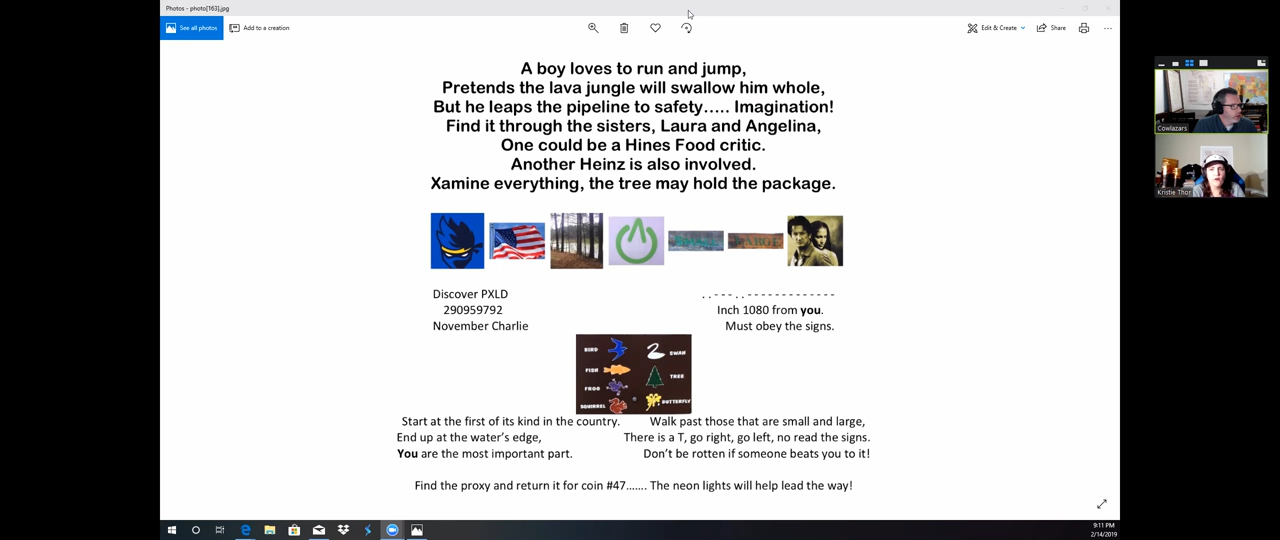 Photos - photo[163].jpg
See all photos
Add to a creation
Edit & Create
Share
A boy loves to run and jump,
Pretends the lava jungle will swallow him whole,
But he leaps the pipeline to safety….. Imagination!
Find it through the sisters, Laura and Angelina,
One could be a Hines Food critic.
Another Heinz is also involved.
Xamine everything, the tree may hold the package.
Discover PXLD
290959792
November Charlie
. . - - - . . - - - - - - - - - - - - -
Inch 1080 from you.
Must obey the signs.
BIRD
SWAN
FISH
TREE
FROG
SQUIRREL
BUTTERFLY
Start at the first of its kind in the country.
End up at the water's edge,
You are the most important part.
Walk past those that are small and large,
There is a T, go right, go left, no read the signs.
Don't be rotten if someone beats you to it!
Find the proxy and return it for coin #47……. The neon lights will help lead the way!
Cowlazars
Kristie Thor
9:11 PM
2/14/2019